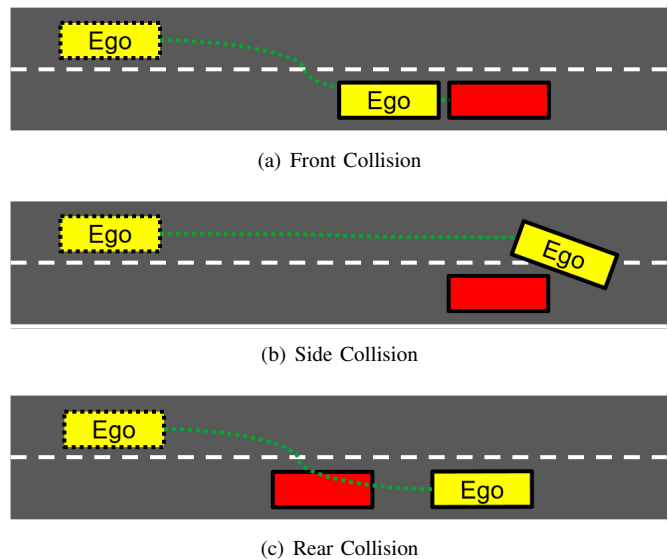 Ego
Ego
(a) Front Collision
Ego
Ego
(b) Side Collision
Ego
Ego
(c) Rear Collision